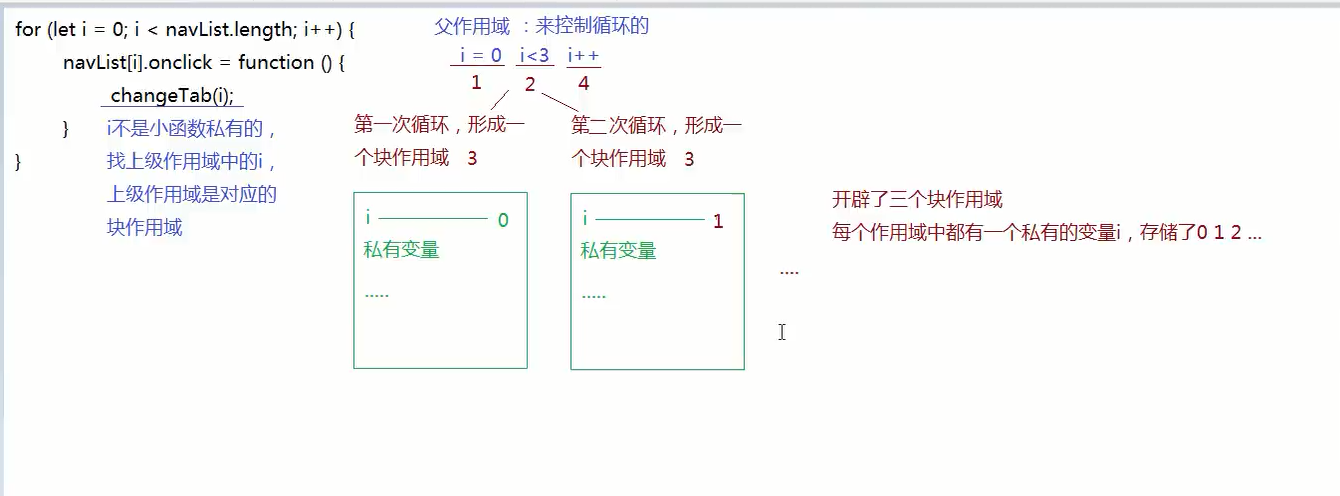 for (let i = 0; i < navList.length; i++) {
navList[i].onclick = function () {
changeTab(i);
}
}
i不是小函数私有的，
找上级作用域中的i，
上级作用域是对应的
块作用域
父作用域 ：来控制循环的
i = 0 i<3 i++
1 2 4
第一次循环，形成一
个块作用域 3
i 0
私有变量
.....
第二次循环，形成一
个块作用域 3
i 1
私有变量
.....
....
开辟了三个块作用域
每个作用域中都有一个私有的变量i，存储了0 1 2 ...